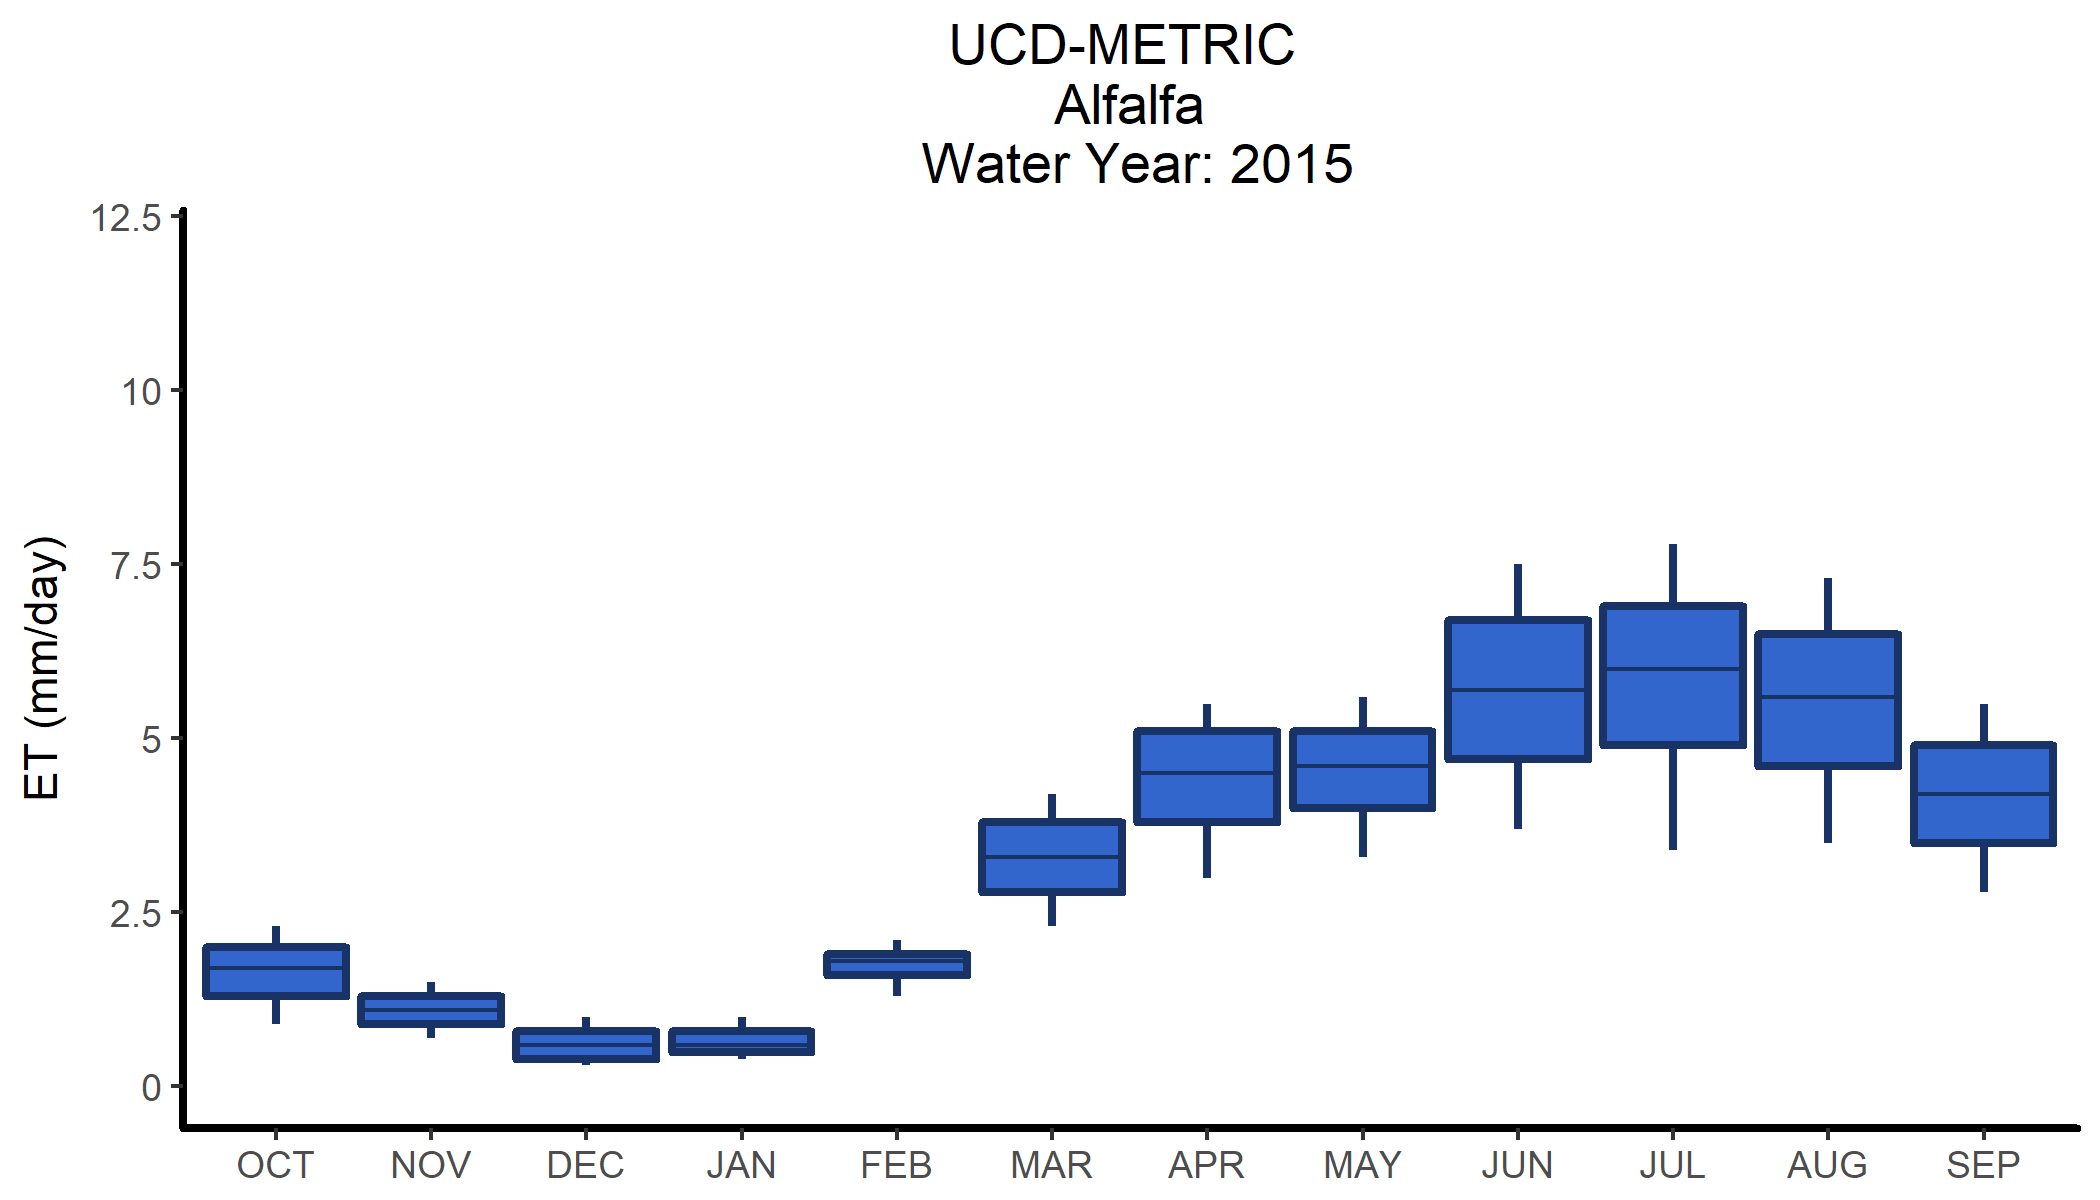 UCD-METRIC
Alfalfa
Water Year: 2015
12.5
10
7.5
5
2.5
0
ET (mm/day)
OCT NOV DEC JAN FEB MAR APR MAY JUN JUL AUG SEP